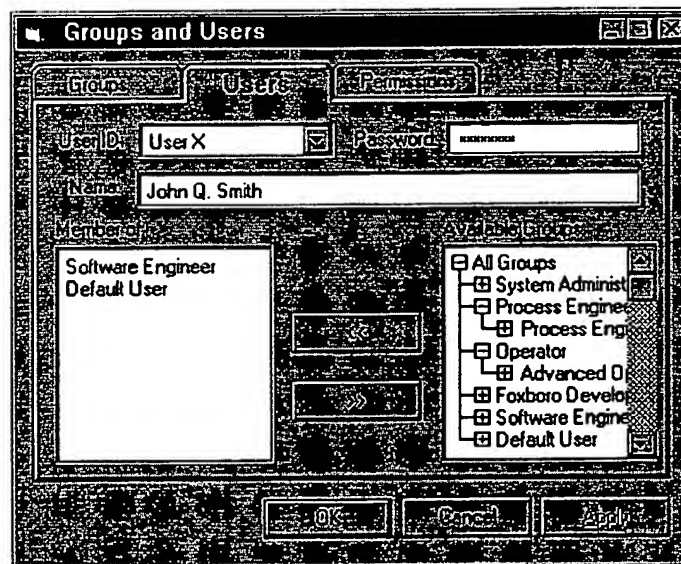 Groups and Users
Groups Users Permissions
User ID: User X Password: xxxxxxxx
Name: John Q. Smith
Member of: Available Groups:
Software Engineer
Default User
All Groups
System Administ
Process Enginee
Process Engi
Operator
Advanced O
Foxboro Develo
Software Engine
Default User
<<
>>
OK Cancel Apply